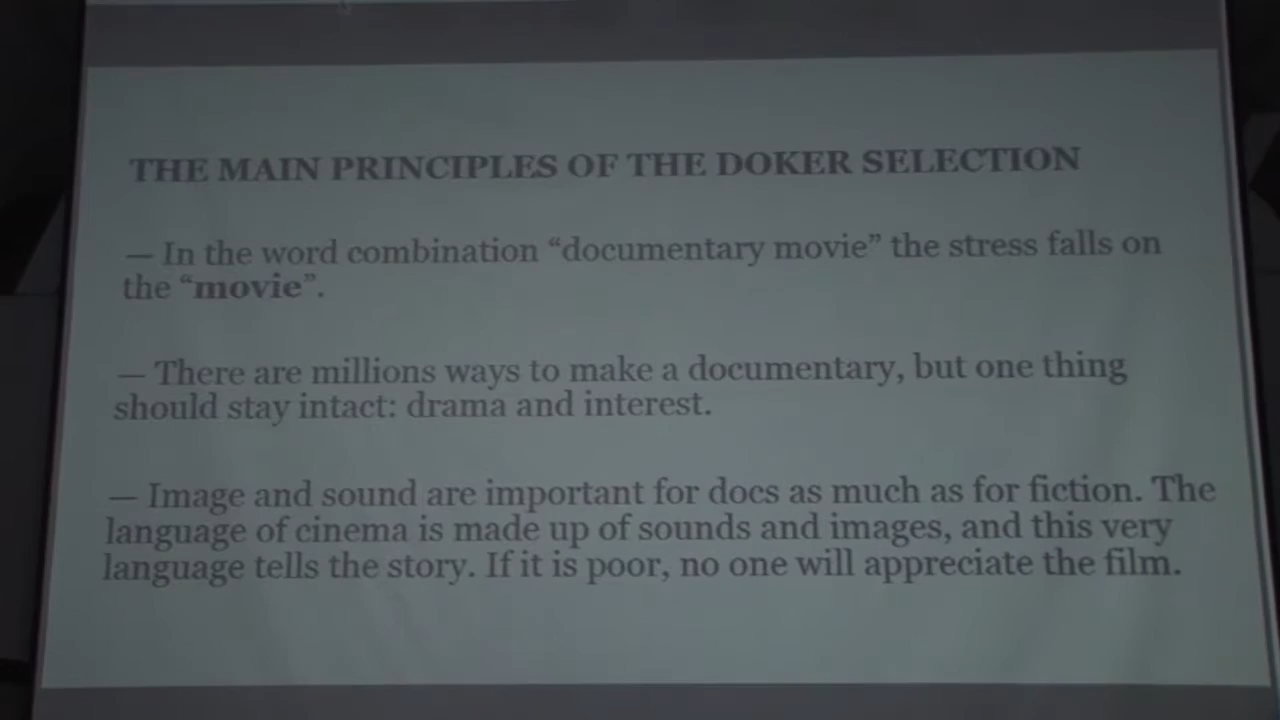 THE MAIN PRINCIPLES OF THE DOKER SELECTION
— In the word combination “documentary movie” the stress falls on
the “movie”.
— There are millions ways to make a documentary, but one thing
should stay intact: drama and interest.
— Image and sound are important for docs as much as for fiction. The
language of cinema is made up of sounds and images, and this very
language tells the story. If it is poor, no one will appreciate the film.